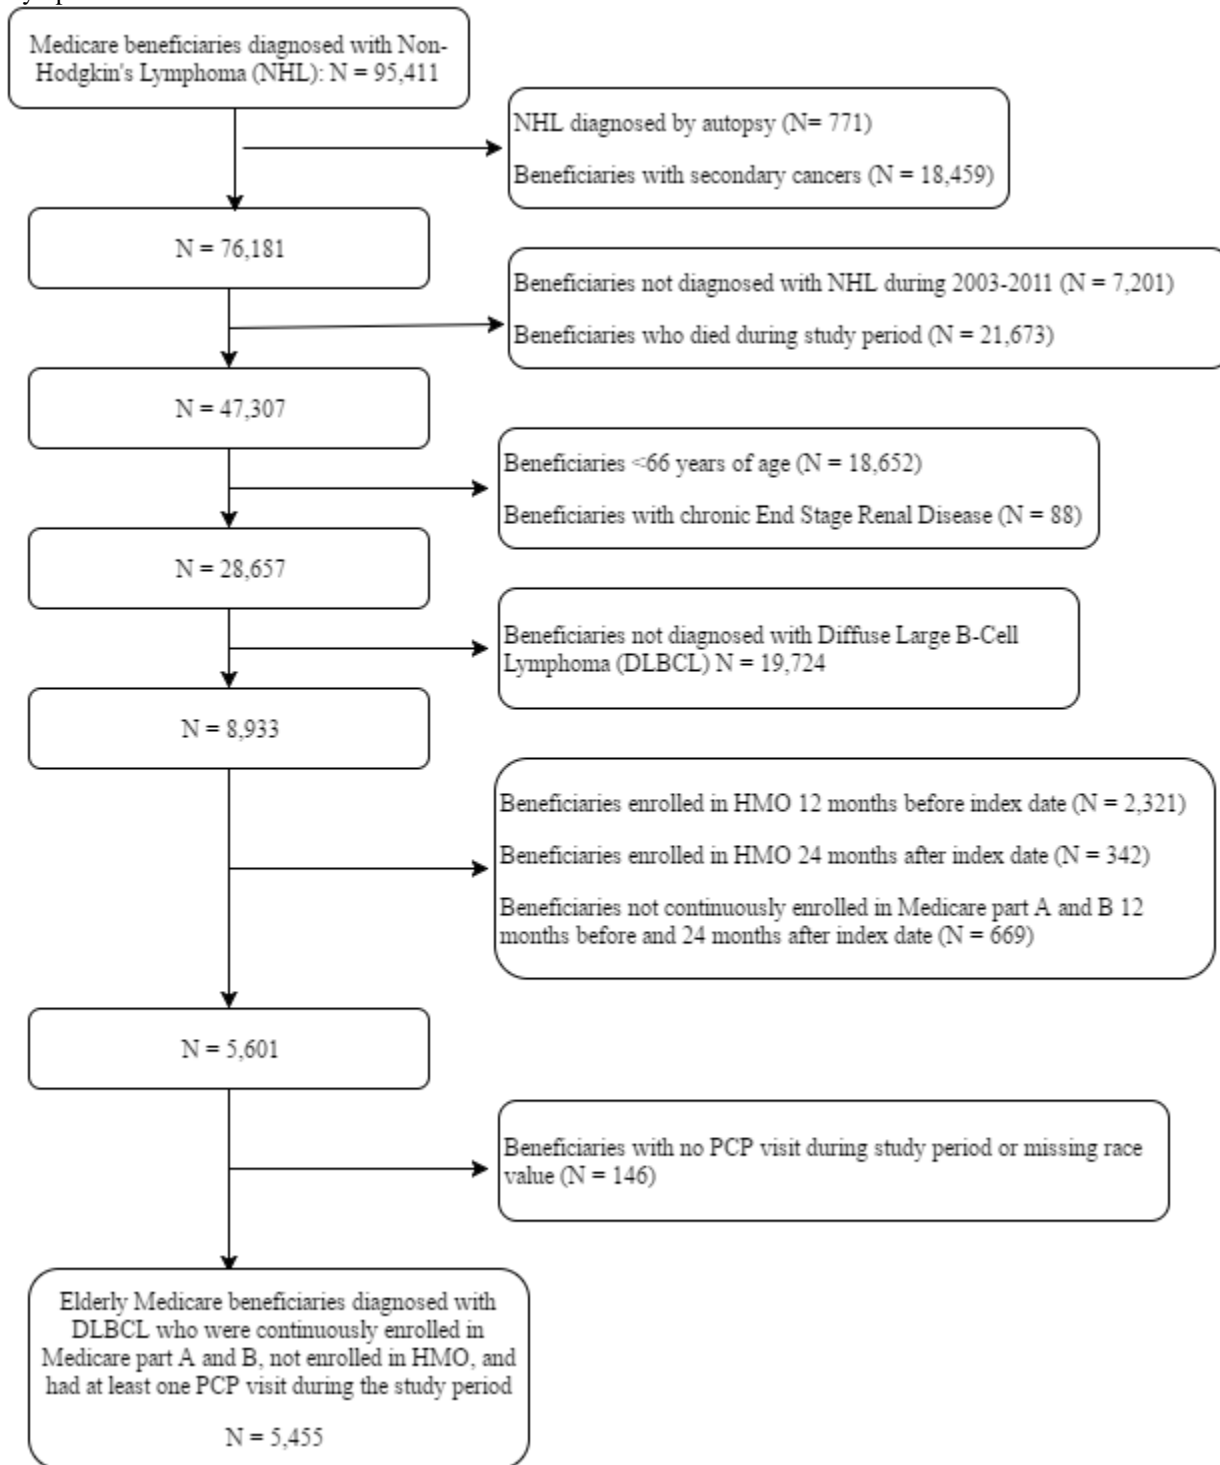 Medicare beneficiaries diagnosed with Non-
Hodgkin's Lymphoma (NHL): N = 95,411
NHL diagnosed by autopsy (N= 771)
Beneficiaries with secondary cancers (N = 18,459)
N = 76,181
Beneficiaries not diagnosed with NHL during 2003-2011 (N = 7,201)
Beneficiaries who died during study period (N = 21,673)
N = 47,307
Beneficiaries <66 years of age (N = 18,652)
Beneficiaries with chronic End Stage Renal Disease (N = 88)
N = 28,657
Beneficiaries not diagnosed with Diffuse Large B-Cell
Lymphoma (DLBCL) N = 19,724
N = 8,933
Beneficiaries enrolled in HMO 12 months before index date (N = 2,321)
Beneficiaries enrolled in HMO 24 months after index date (N = 342)
Beneficiaries not continuously enrolled in Medicare part A and B 12
months before and 24 months after index date (N = 669)
N = 5,601
Beneficiaries with no PCP visit during study period or missing race
value (N = 146)
Elderly Medicare beneficiaries diagnosed with
DLBCL who were continuously enrolled in
Medicare part A and B, not enrolled in HMO, and
had at least one PCP visit during the study period
N = 5,455